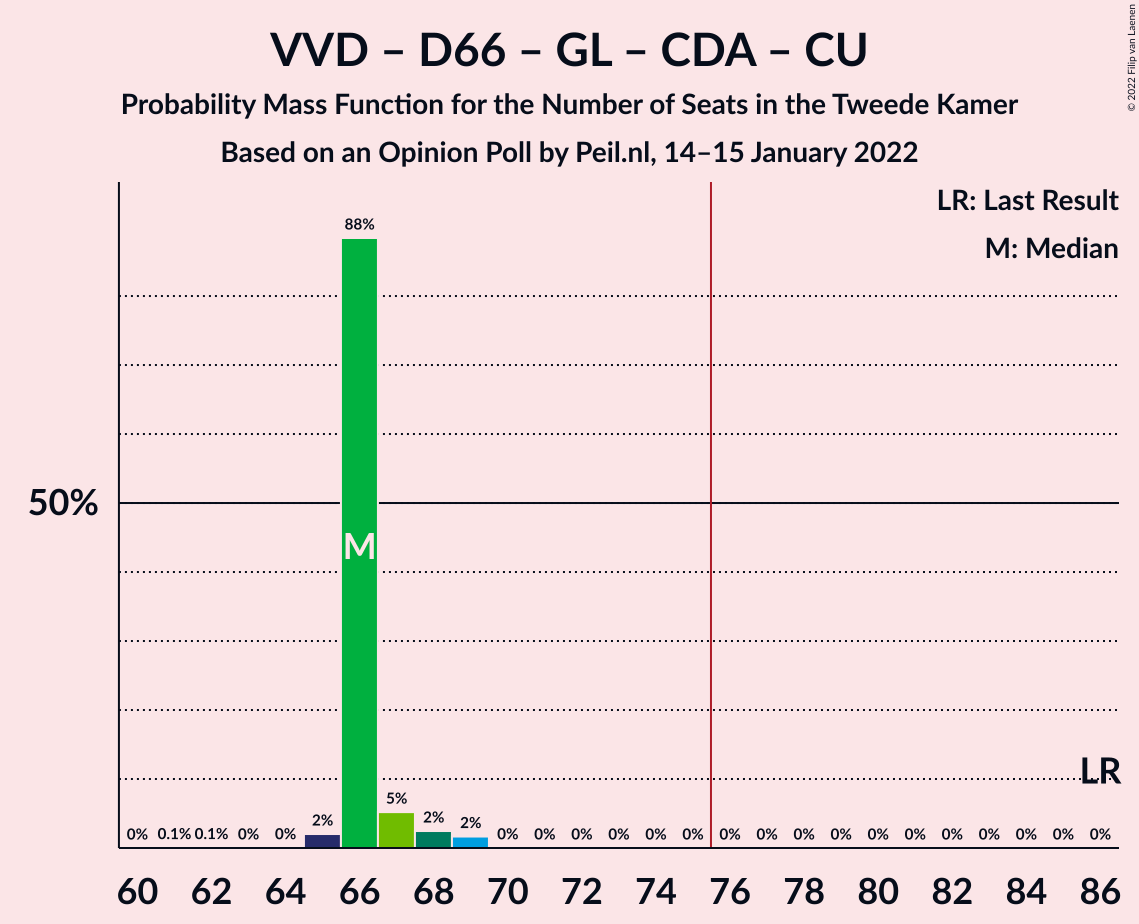 VVD – D66 – GL – CDA – CU
Probability Mass Function for the Number of Seats in the Tweede Kamer
Based on an Opinion Poll by Peil.nl, 14–15 January 2022
© 2022 Filip van Laenen
LR: Last Result
M: Median
88%
50%
M
LR
5%
2%
2%
2%
0% 0.1% 0.1% 0% 0% 0% 0% 0% 0% 0% 0% 0% 0% 0% 0% 0% 0% 0% 0% 0% 0% 0%
60 62 64 66 68 70 72 74 76 78 80 82 84 86